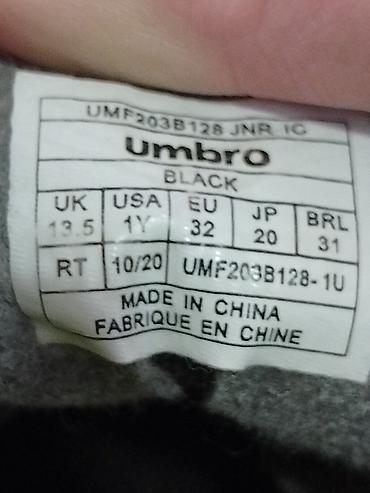 UMF203B128 JNR IC
umbro
BLACK
UK USA EU JP BRL
13.5 1Y 32 20 31
RT 10/20 UMF203B128-1U
MADE IN CHINA
FABRIQUE EN CHINE